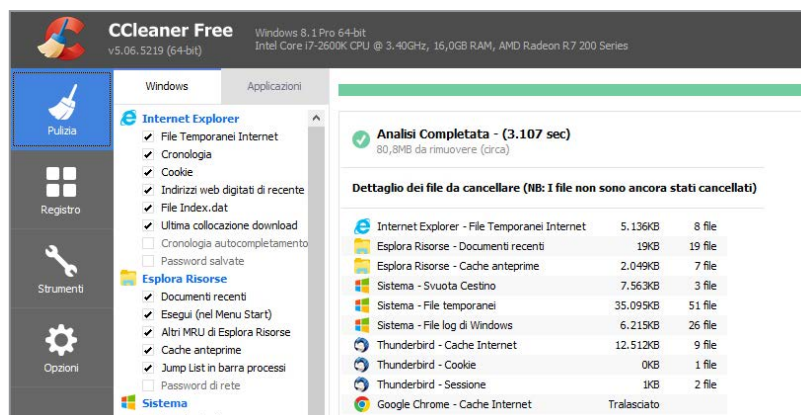 CCleaner Free
v5.06.5219 (64-bit)
Windows 8.1 Pro 64-bit
Intel Core i7-2600K CPU @ 3.40GHz, 16,0GB RAM, AMD Radeon R7 200 Series
Pulizia
Registro
Strumenti
Opzioni
Windows
Applicazioni
Internet Explorer
File Temporanei Internet
Cronologia
Cookie
Indirizzi web digitati di recente
File Index.dat
Ultima collocazione download
Cronologia autocompletamento
Password salvate
Esplora Risorse
Documenti recenti
Esegui (nel Menu Start)
Altri MRU di Esplora Risorse
Cache anteprime
Jump List in barra processi
Password di rete
Sistema
Analisi Completata - (3.107 sec)
80,8MB da rimuovere (circa)
Dettaglio dei file da cancellare (NB: I file non sono ancora stati cancellati)
Internet Explorer - File Temporanei Internet 5.136KB 8 file
Esplora Risorse - Documenti recenti 19KB 19 file
Esplora Risorse - Cache anteprime 2.049KB 7 file
Sistema - Svuota Cestino 7.563KB 3 file
Sistema - File temporanei 35.095KB 51 file
Sistema - File log di Windows 6.215KB 26 file
Thunderbird - Cache Internet 12.512KB 9 file
Thunderbird - Cookie 0KB 1 file
Thunderbird - Sessione 1KB 2 file
Google Chrome - Cache Internet Tralasciato